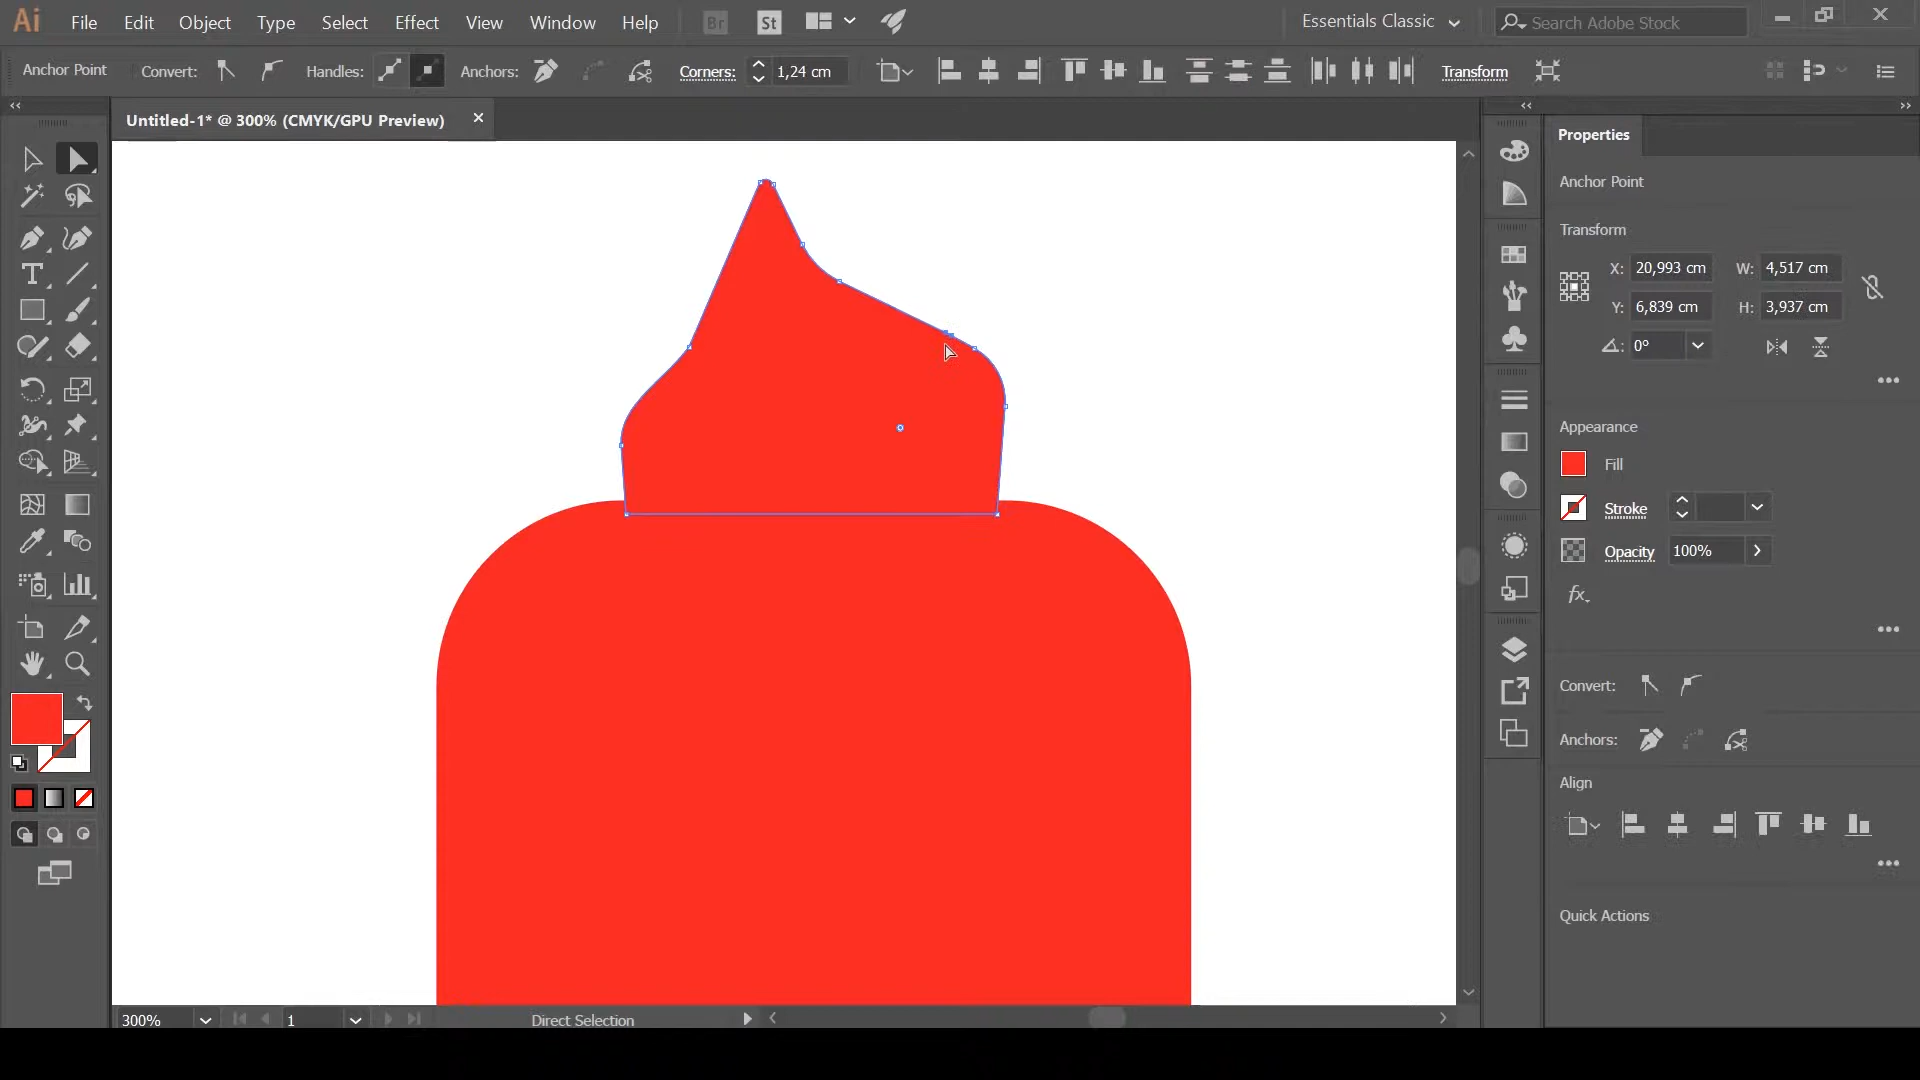 Ai File Edit Object Type Select Effect View Window Help Br St Essentials Classic Search Adobe Stock
Anchor Point Convert: Handles: Anchors: Corners: 1,24 cm Transform
Untitled-1* @ 300% (CMYK/GPU Preview)
Properties
Anchor Point
Transform
X: 20,993 cm W: 4,517 cm
Y: 6,839 cm H: 3,937 cm
0°
Appearance
Fill
Stroke
Opacity 100%
fx
Convert:
Anchors:
Align
Quick Actions
300% 1 Direct Selection